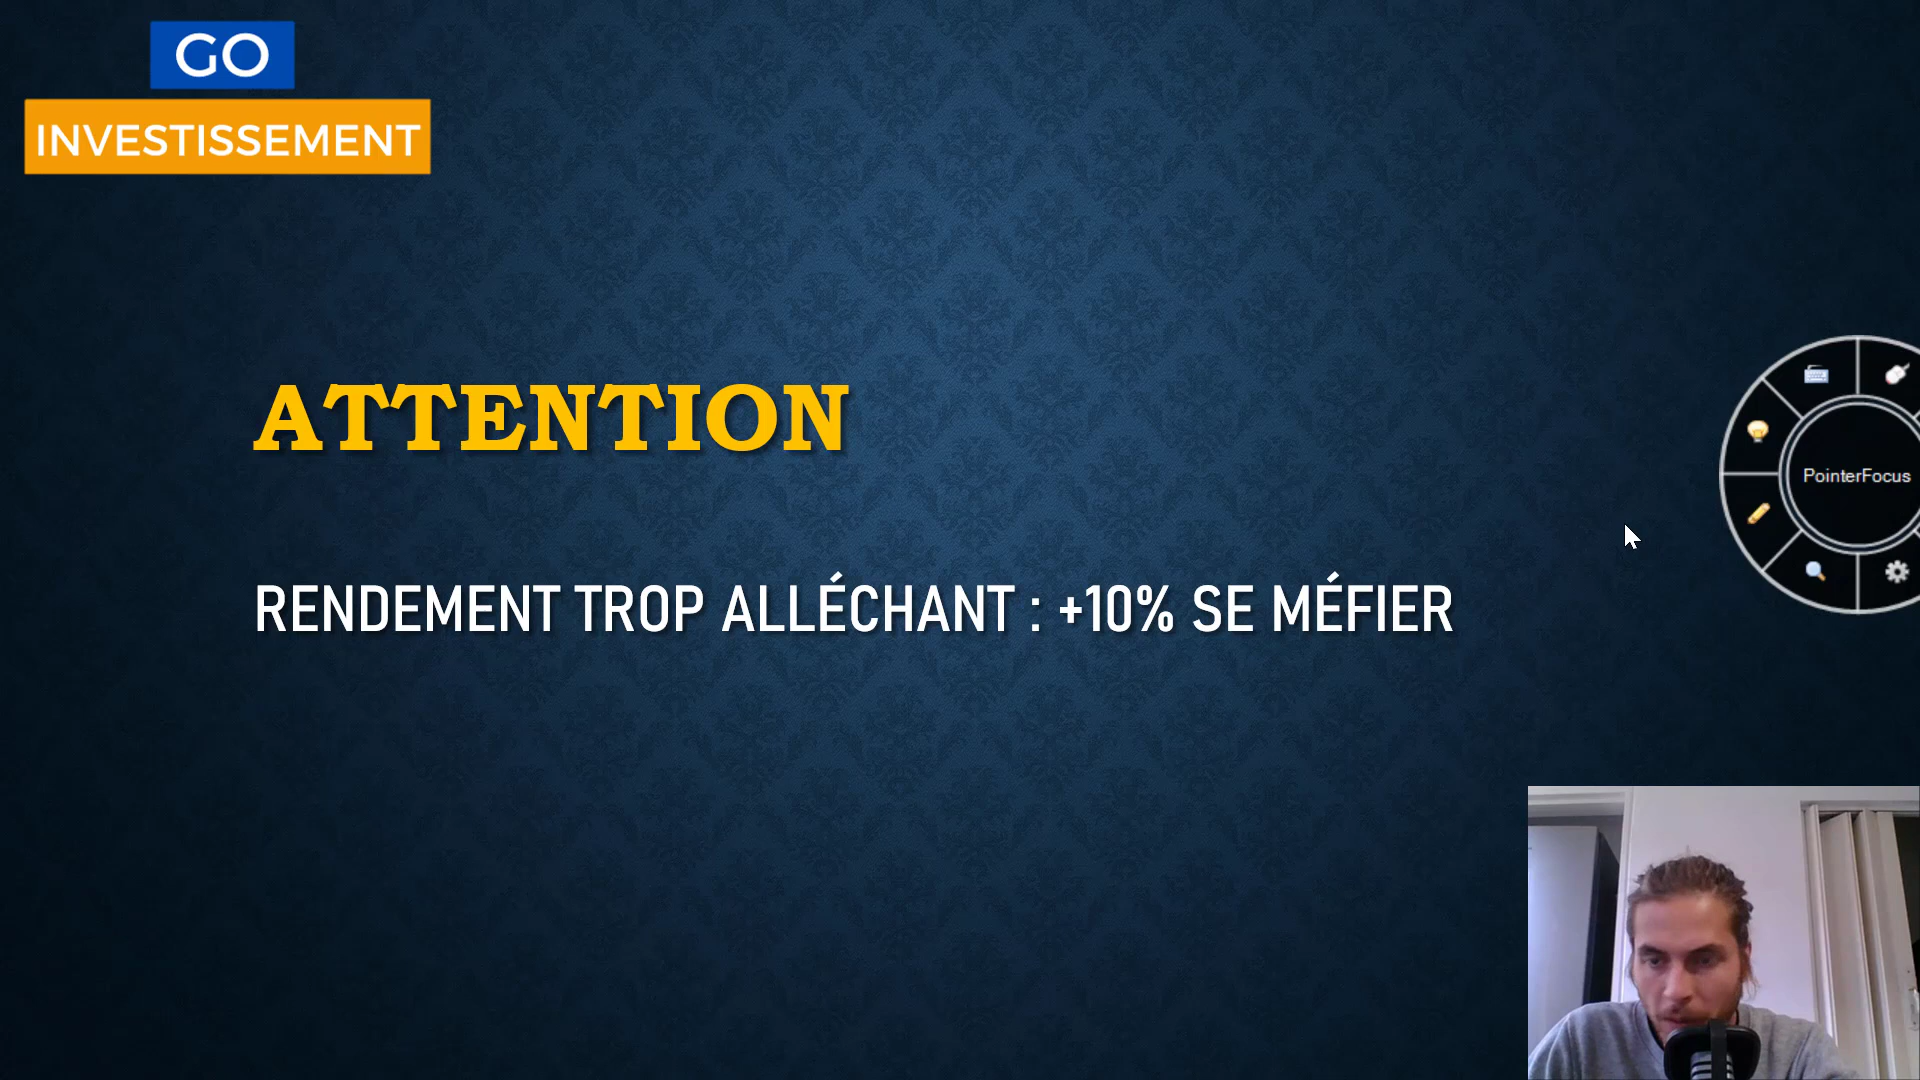 GO
INVESTISSEMENT
ATTENTION
RENDEMENT TROP ALLÉCHANT : +10% SE MÉFIER
PointerFocus